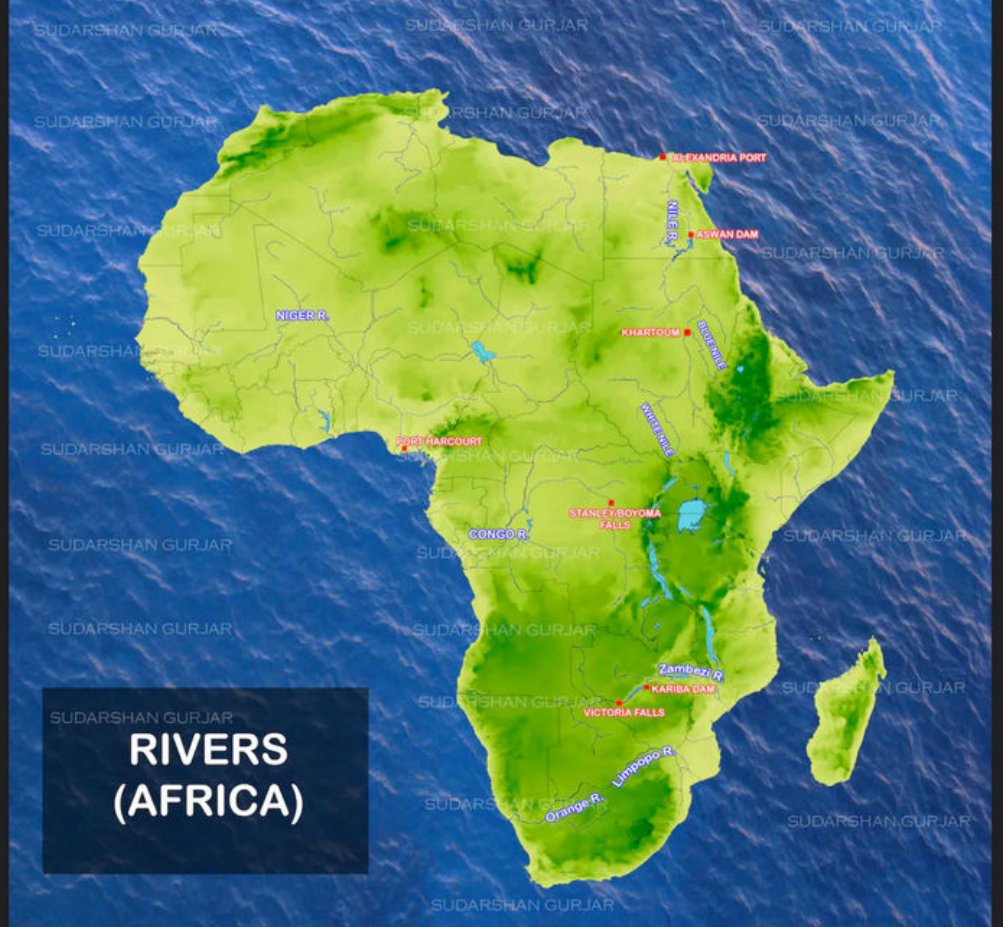 SUDARSHAN GURJAR
SUDARSHAN GURJAR
SUDARSHAN GURJAR
SUDARSHAN GURJAR
SUDARSHAN GURJAR
SUDARSHAN GURJAR
ALEXANDRIA PORT
NILE R.
SUDARSHAN GURJAR
SUDARSHAN GURJAR
ASWAN DAM
SUDARSHAN GURJAR
NIGER R.
SUDARSHAN GURJAR
KHARTOUM
BLUE NILE
SUDARSHAN GURJAR
SUDARSHAN GURJAR
WHITE NILE
PORT HARCOURT
SUDARSHAN GURJAR
SUDARSHAN GURJAR
STANLEY/BOYOMA
FALLS
CONGO R.
SUDARSHAN GURJAR
SUDARSHAN GURJAR
SUDARSHAN GURJAR
SUDARSHAN GURJAR
SUDARSHAN GURJAR
Zambezi R.
KARIBA DAM
SUDARSHAN GURJAR
SUDARSHAN GURJAR
VICTORIA FALLS
SUDARSHAN GURJAR
RIVERS
(AFRICA)
Limpopo R.
Orange R.
SUDARSHAN GURJAR
SUDARSHAN GURJAR
SUDARSHAN GURJAR